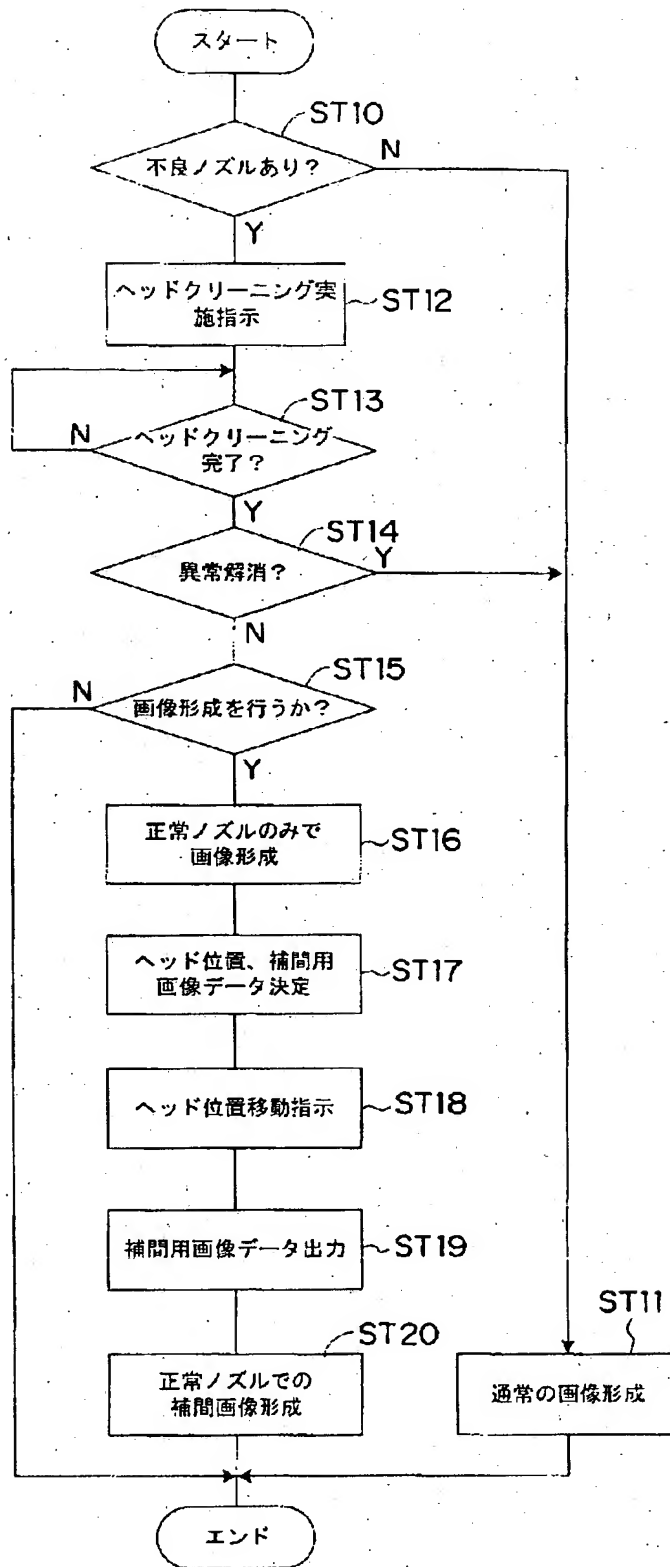 スタート
ST10
不良ノズルあり?
N
Y
ヘッドクリーニング実
施指示
ST12
ST13
N
ヘッドクリーニング
完了?
Y
ST14
異常解消?
Y
N
ST15
N
画像形成を行うか?
Y
正常ノズルのみで
画像形成
ST16
ヘッド位置、補間用
画像データ決定
ST17
ヘッド位置移動指示
ST18
補間用画像データ出力
ST19
ST20
正常ノズルでの
補間画像形成
ST11
通常の画像形成
エンド